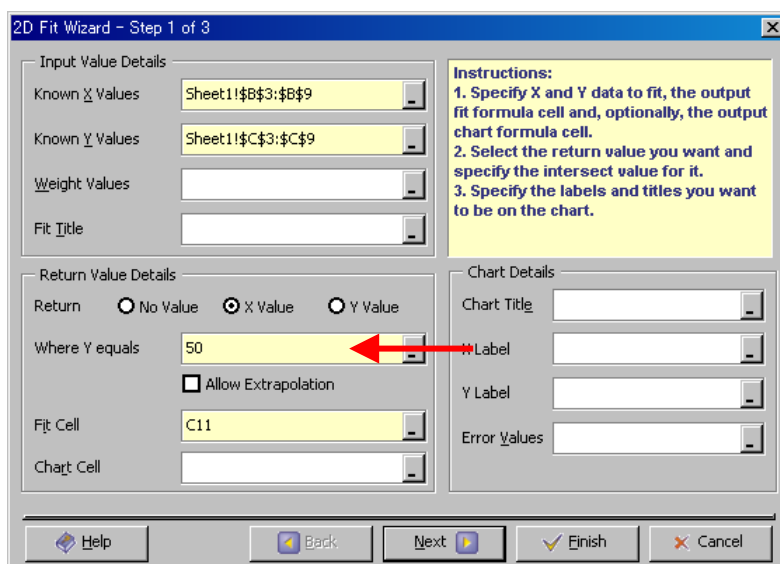 2D Fit Wizard - Step 1 of 3
Input Value Details
Known X Values
Sheet1!$B$3:$B$9
Known Y Values
Sheet1!$C$3:$C$9
Weight Values
Fit Title
Instructions:
1. Specify X and Y data to fit, the output
fit formula cell and, optionally, the output
chart formula cell.
2. Select the return value you want and
specify the intersect value for it.
3. Specify the labels and titles you want
to be on the chart.
Return Value Details
Return No Value X Value Y Value
Where Y equals
50
Allow Extrapolation
Fit Cell
C11
Chart Cell
Chart Details
Chart Title
Label
Y Label
Error Values
Help
Back
Next
Finish
Cancel